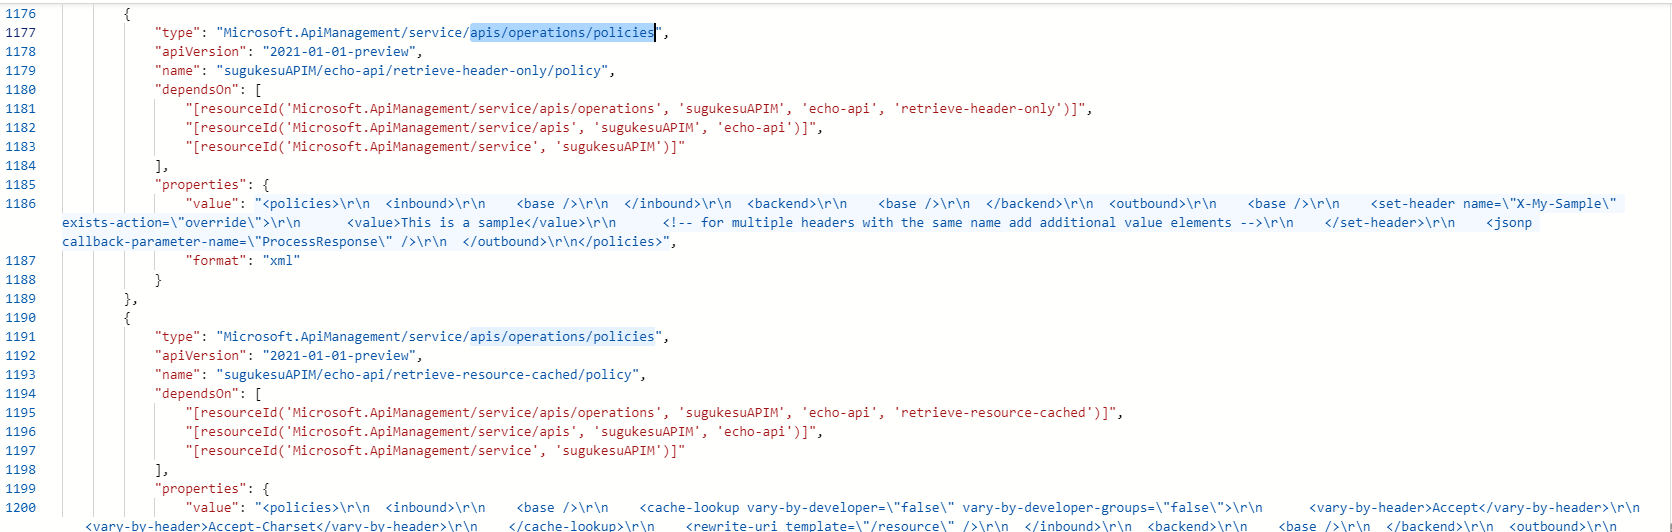 1176 {
1177 "type": "Microsoft.ApiManagement/service/apis/operations/policies",
1178 "apiVersion": "2021-01-01-preview",
1179 "name": "sugukesuAPIM/echo-api/retrieve-header-only/policy",
1180 "dependsOn": [
1181 "[resourceId('Microsoft.ApiManagement/service/apis/operations', 'sugukesuAPIM', 'echo-api', 'retrieve-header-only')]",
1182 "[resourceId('Microsoft.ApiManagement/service/apis', 'sugukesuAPIM', 'echo-api')]",
1183 "[resourceId('Microsoft.ApiManagement/service', 'sugukesuAPIM')]"
1184 ],
1185 "properties": {
1186 "value": "<policies>\r\n  <inbound>\r\n    <base />\r\n  </inbound>\r\n  <backend>\r\n    <base />\r\n  </backend>\r\n  <outbound>\r\n    <base />\r\n    <set-header name=\"X-My-Sample\"
exists-action=\"override\">\r\n      <value>This is a sample</value>\r\n      <!-- for multiple headers with the same name add additional value elements -->\r\n    </set-header>\r\n    <jsonp
callback-parameter-name=\"ProcessResponse\" />\r\n  </outbound>\r\n</policies>",
1187 "format": "xml"
1188 }
1189 },
1190 {
1191 "type": "Microsoft.ApiManagement/service/apis/operations/policies",
1192 "apiVersion": "2021-01-01-preview",
1193 "name": "sugukesuAPIM/echo-api/retrieve-resource-cached/policy",
1194 "dependsOn": [
1195 "[resourceId('Microsoft.ApiManagement/service/apis/operations', 'sugukesuAPIM', 'echo-api', 'retrieve-resource-cached')]",
1196 "[resourceId('Microsoft.ApiManagement/service/apis', 'sugukesuAPIM', 'echo-api')]",
1197 "[resourceId('Microsoft.ApiManagement/service', 'sugukesuAPIM')]"
1198 ],
1199 "properties": {
1200 "value": "<policies>\r\n  <inbound>\r\n    <base />\r\n    <cache-lookup vary-by-developer=\"false\" vary-by-developer-groups=\"false\">\r\n      <vary-by-header>Accept</vary-by-header>\r\n
<vary-by-header>Accept-Charset</vary-by-header>\r\n    </cache-lookup>\r\n    <rewrite-uri template=\"/resource\" />\r\n  </inbound>\r\n  <backend>\r\n    <base />\r\n  </backend>\r\n  <outbound>\r\n